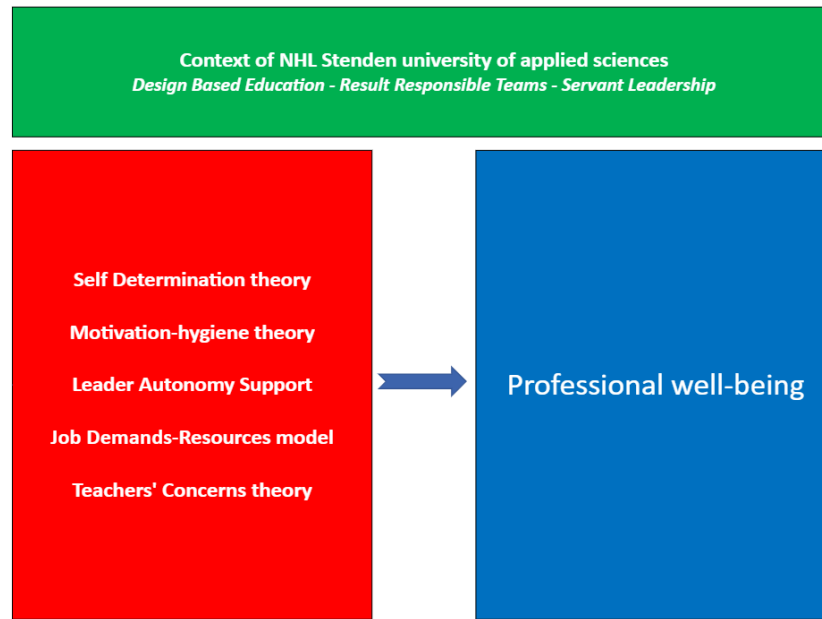 Context of NHL Stenden university of applied sciences
Design Based Education - Result Responsible Teams - Servant Leadership
Self Determination theory
Motivation-hygiene theory
Leader Autonomy Support
Job Demands-Resources model
Teachers' Concerns theory
Professional well-being